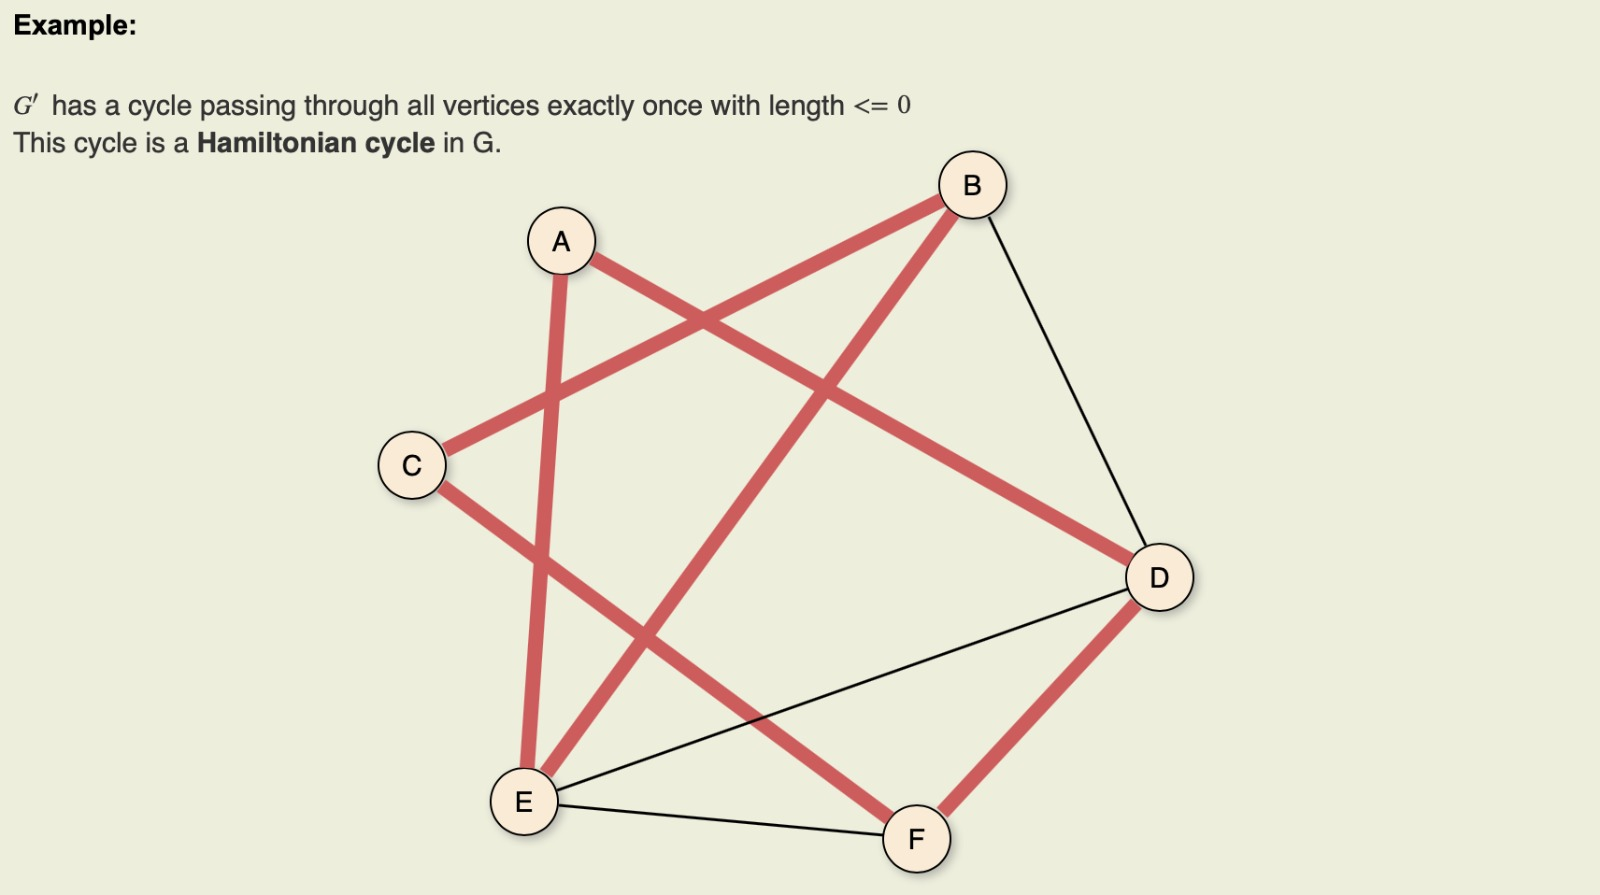 Example:
G′ has a cycle passing through all vertices exactly once with length <= 0
This cycle is a Hamiltonian cycle in G.
B
A
C
D
E
F